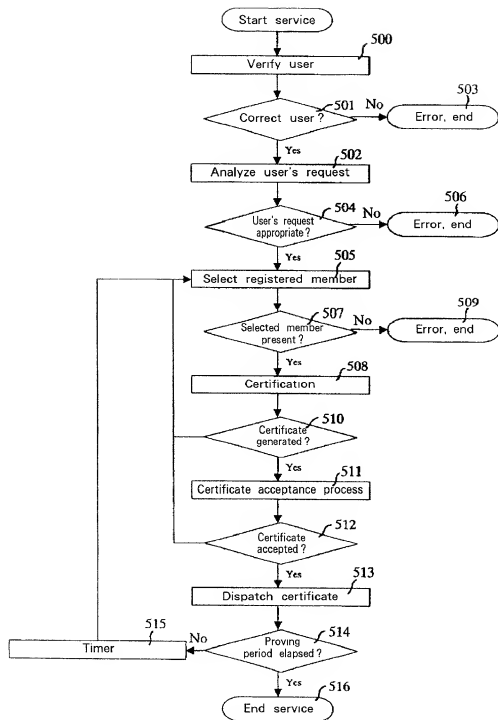 Start service
500
Verify user
501
Correct user?
No
503
Error, end
Yes
502
Analyze user's request
504
User's request
appropriate?
No
506
Error, end
Yes
505
Select registered member
507
Selected member
present?
No
509
Error, end
Yes
508
Certification
510
Certificate
generated?
Yes
511
Certificate acceptance process
512
Certificate
accepted?
Yes
513
Dispatch certificate
514
Proving
period elapsed?
No
515
Timer
Yes
516
End service